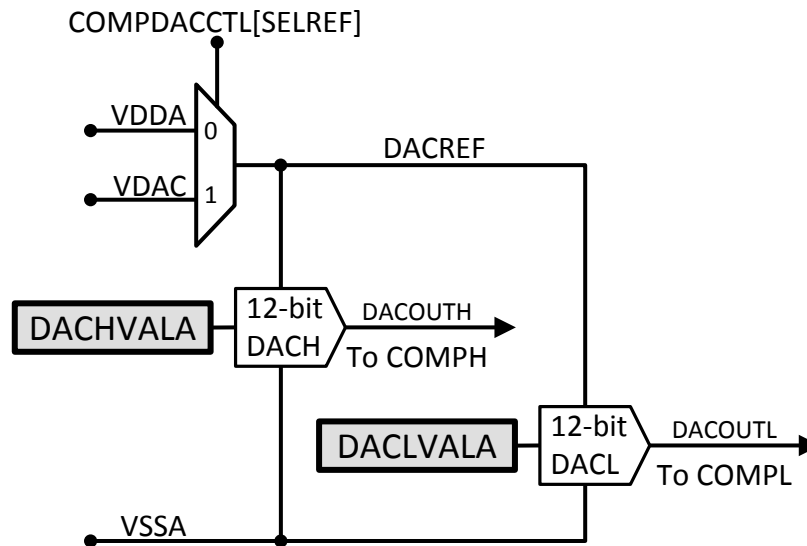 COMPDACCTL[SELREF]
VDDA
0
DACREF
VDAC
1
DACHVALA
12-bit
DACH
DACOUTH
To COMPH
DACLVALA
12-bit
DACL
DACOUTL
To COMPL
VSSA